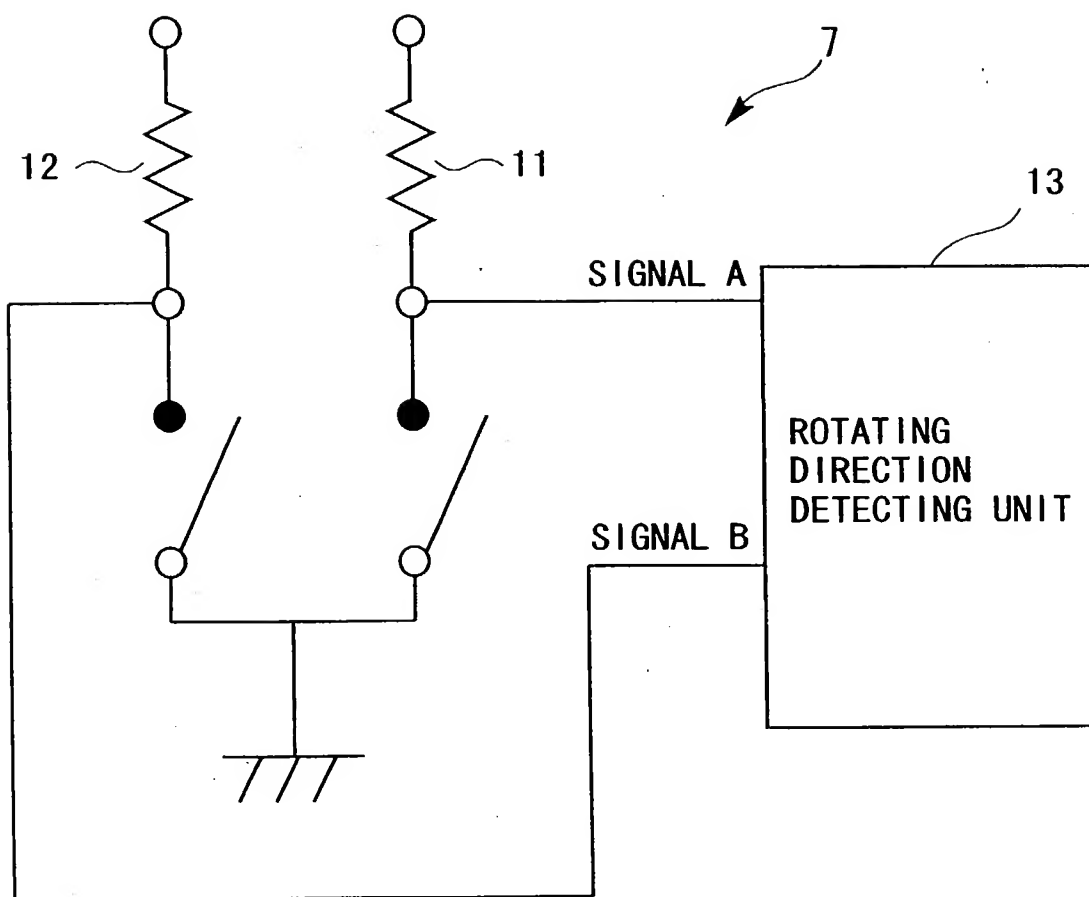 7
12
11
13
SIGNAL A
ROTATING
DIRECTION
DETECTING UNIT
SIGNAL B